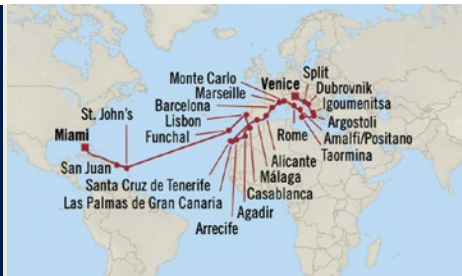 Monte Carlo
Marseille
Barcelona
Lisbon
Funchal
Venice
Split
Dubrovnik
Igoumenitsa
Argostoli
Amalfi/Positano
Taormina
Rome
St. John's
Miami
San Juan
Santa Cruz de Tenerife
Las Palmas de Gran Canaria
Arrecife
Alicante
Málaga
Casablanca
Agadir